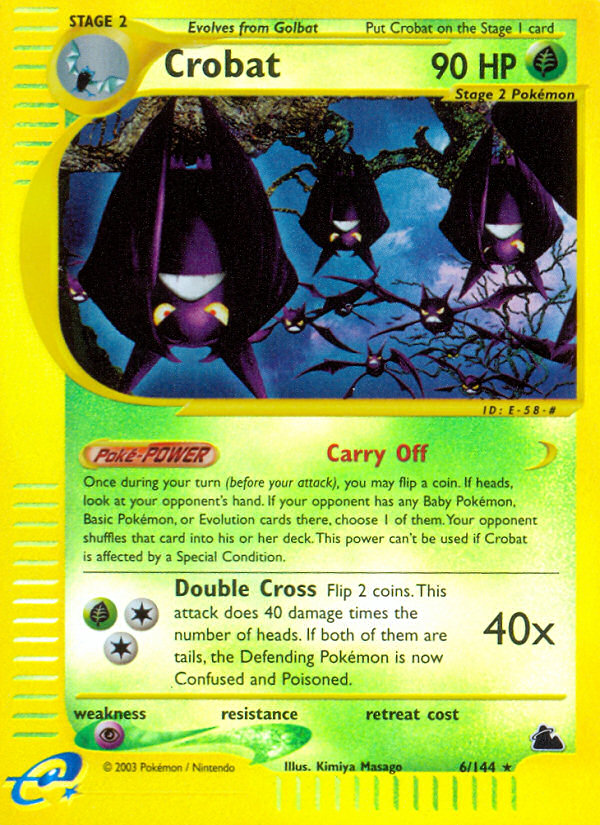 STAGE 2
Evolves from Golbat
Put Crobat on the Stage 1 card
Crobat
90 HP
Stage 2 Pokémon
ID: E-58-#
Poké-POWER
Carry Off
Once during your turn (before your attack), you may flip a coin. If heads,
look at your opponent's hand. If your opponent has any Baby Pokémon,
Basic Pokémon, or Evolution cards there, choose 1 of them. Your opponent
shuffles that card into his or her deck. This power can't be used if Crobat
is affected by a Special Condition.
Double Cross Flip 2 coins. This
attack does 40 damage times the
number of heads. If both of them are
tails, the Defending Pokémon is now
Confused and Poisoned.
40x
weakness
resistance
retreat cost
© 2003 Pokémon / Nintendo
Illus. Kimiya Masago
6/144 ★
e